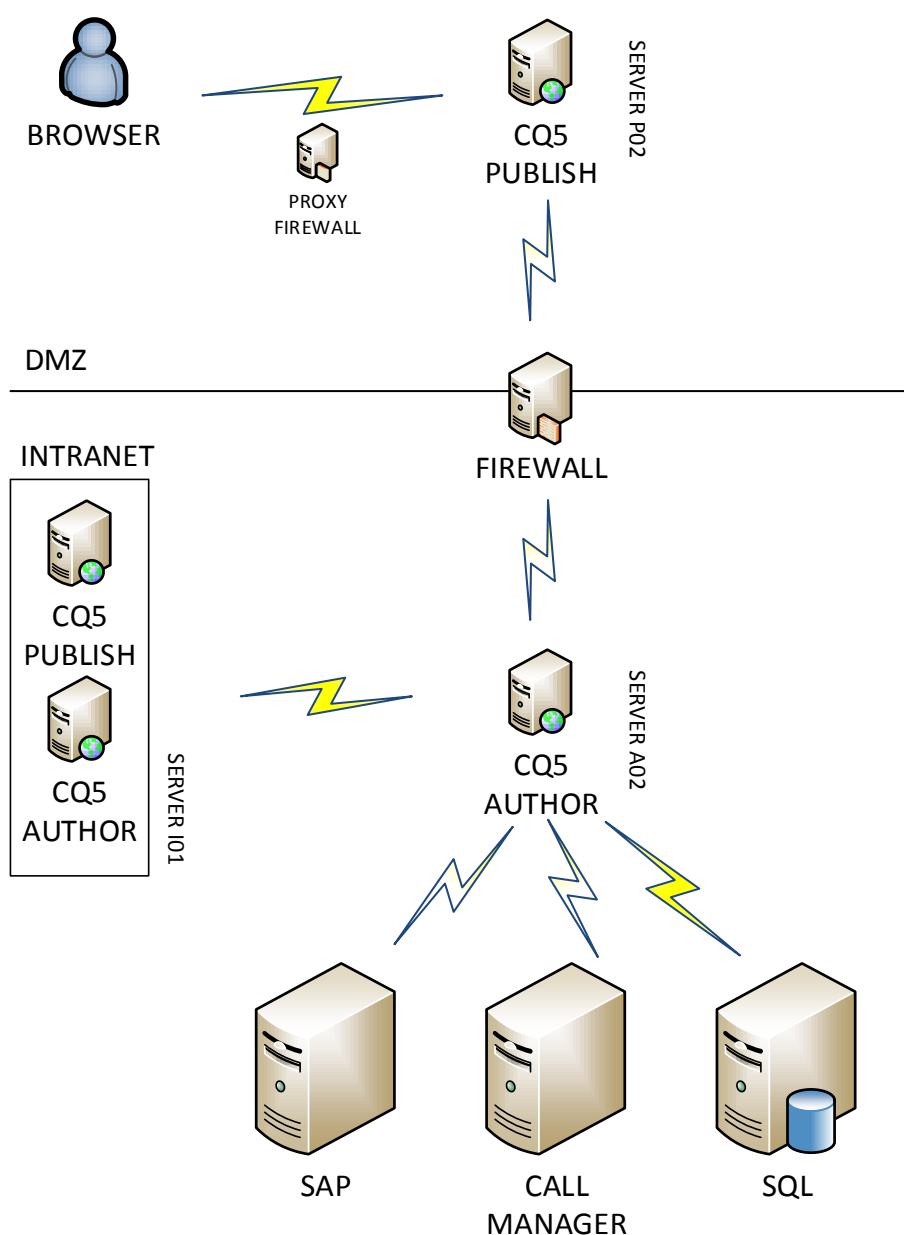 BROWSER
PROXY
FIREWALL
CQ5
PUBLISH
SERVER P02
DMZ
INTRANET
FIREWALL
CQ5
PUBLISH
CQ5
AUTHOR
SERVER I01
CQ5
AUTHOR
SERVER A02
SAP
CALL
MANAGER
SQL